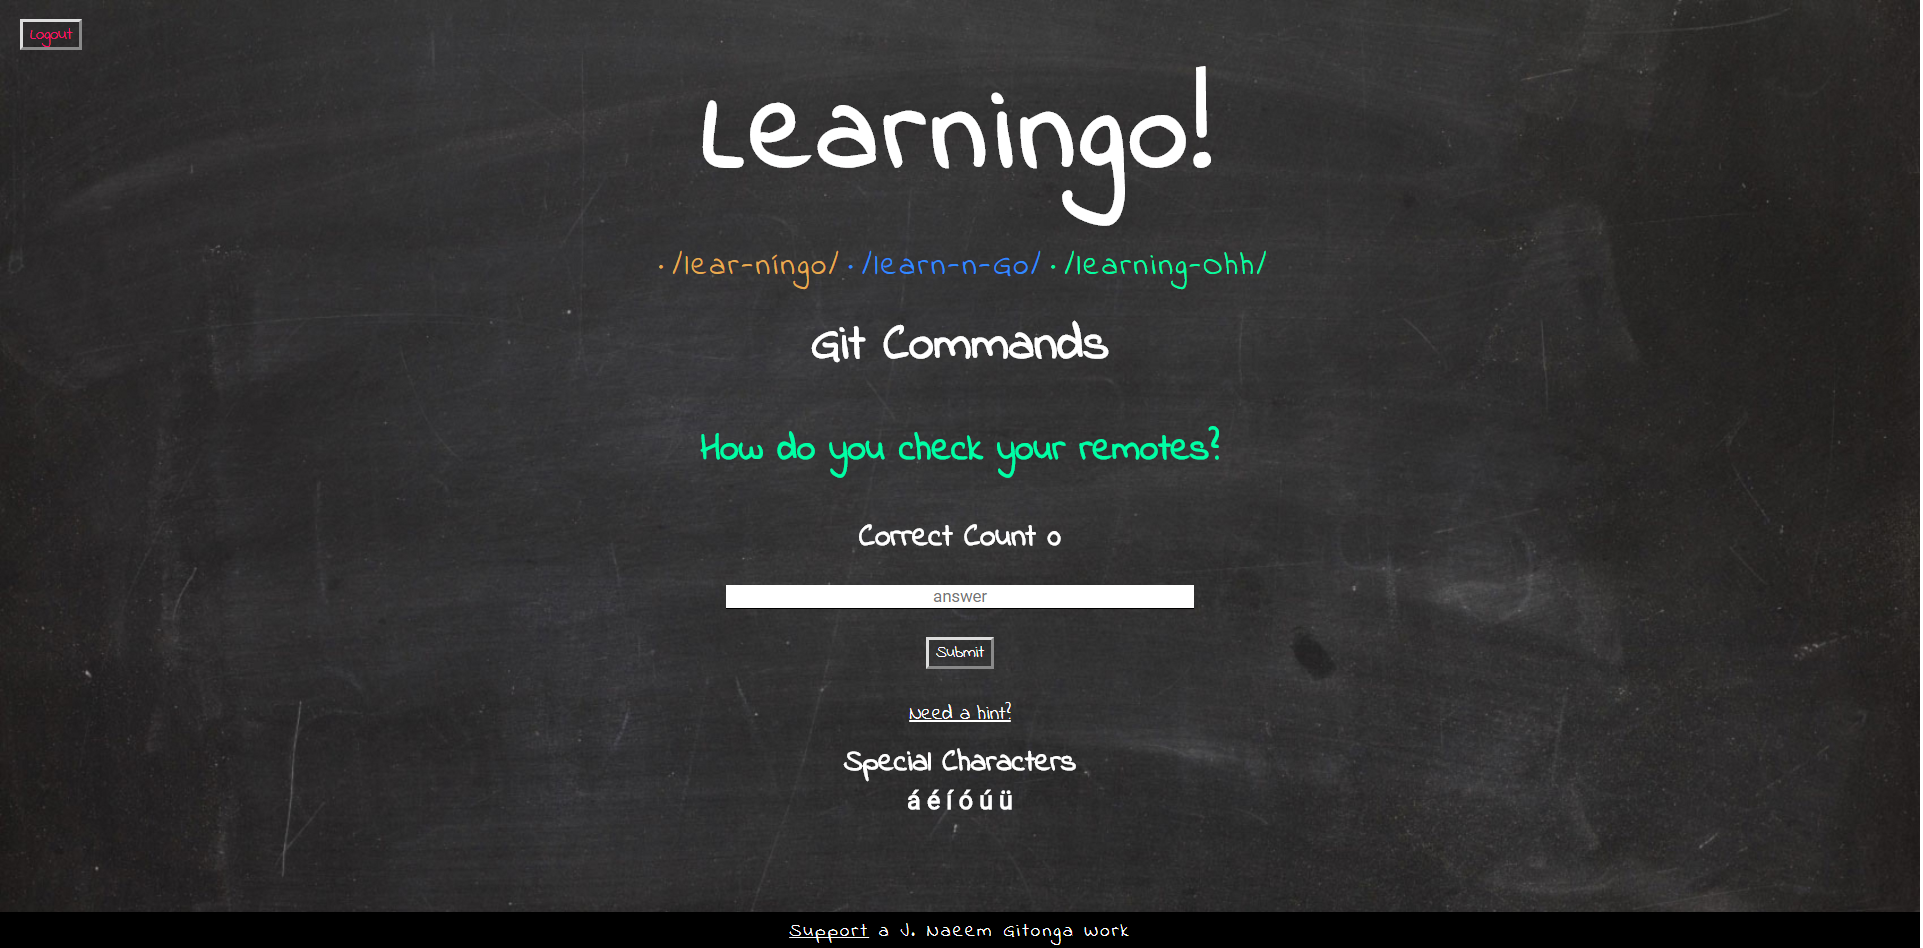 Logout
Learningo!
• /lear-níngo/ • /learn-n-Go/ • /learning-Ohh/
Git Commands
How do you check your remotes?
Correct Count 0
answer
Submit
Need a hint?
Special Characters
á é í ó ú ü
Support a J. Naeem Gitonga Work